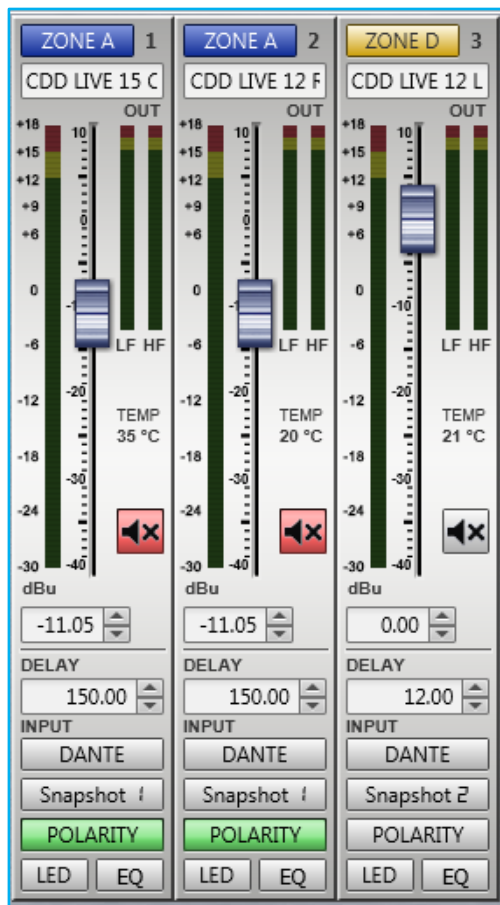 ZONE A 1
CDD LIVE 15 C
OUT
+18
+15
+12
+9
+6
0
-6
-12
-18
-24
-30
dBu
10
0
-1
-20
-30
-40
LF HF
TEMP
35 °C
-11.05
DELAY
150.00
INPUT
DANTE
Snapshot 1
POLARITY
LED EQ
ZONE A 2
CDD LIVE 12 R
OUT
+18
+15
+12
+9
+6
0
-6
-12
-18
-24
-30
dBu
10
0
-1
-20
-30
-40
LF HF
TEMP
20 °C
-11.05
DELAY
150.00
INPUT
DANTE
Snapshot 1
POLARITY
LED EQ
ZONE D 3
CDD LIVE 12 L
OUT
+18
+15
+12
+9
+6
0
-6
-12
-18
-24
-30
dBu
10
-10
-20
-30
-40
LF HF
TEMP
21 °C
0.00
DELAY
12.00
INPUT
DANTE
Snapshot 2
POLARITY
LED EQ